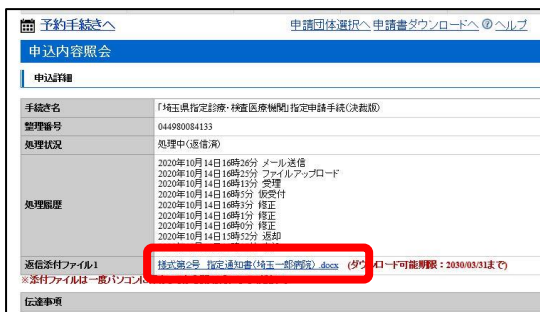 予約手続きへ 申請団体選択へ 申請書ダウンロードへ ヘルプ
申込内容照会
申込詳細
手続き名 「埼玉県指定診療・検査医療機関」指定申請手続(決裁版)
整理番号 044980084133
処理状況 処理中(返信済)
処理履歴
2020年10月14日16時26分 メール送信
2020年10月14日16時25分 ファイルアップロード
2020年10月14日16時13分 受理
2020年10月14日16時5分 仮受付
2020年10月14日16時3分 修正
2020年10月14日16時1分 修正
2020年10月14日16時0分 修正
2020年10月14日15時52分 返却
返信添付ファイル1 様式第2号 指定通知書(埼玉一郎病院).docx (ダウンロード可能期限:2030/03/31まで)
※添付ファイルは一度パソコンに
伝達事項